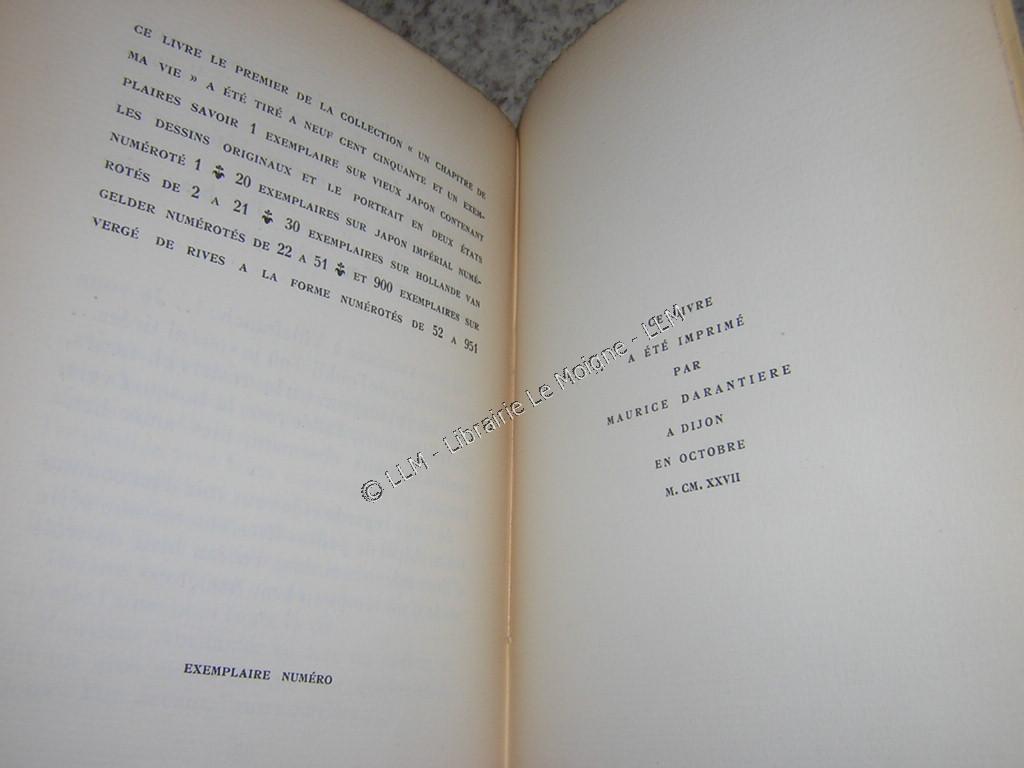 CE LIVRE LE PREMIER DE LA COLLECTION « UN CHAPITRE DE
MA VIE » A ÉTÉ TIRÉ A NEUF CENT CINQUANTE ET UN EXEM-
PLAIRES SAVOIR 1 EXEMPLAIRE SUR VIEUX JAPON CONTENANT
LES DESSINS ORIGINAUX ET LE PORTRAIT EN DEUX ÉTATS
NUMÉROTÉ 1 ❦ 20 EXEMPLAIRES SUR JAPON IMPÉRIAL NUMÉ-
ROTÉS DE 2 A 21 ❦ 30 EXEMPLAIRES SUR HOLLANDE VAN
GELDER NUMÉROTÉS DE 22 A 51 ❦ ET 900 EXEMPLAIRES SUR
VERGÉ DE RIVES A LA FORME NUMÉROTÉS DE 52 A 951
EXEMPLAIRE NUMÉRO
CE LIVRE
A ÉTÉ IMPRIMÉ
PAR
MAURICE DARANTIERE
A DIJON
EN OCTOBRE
M. CM. XXVII
© LLM - Librairie Le Moigne - LLM